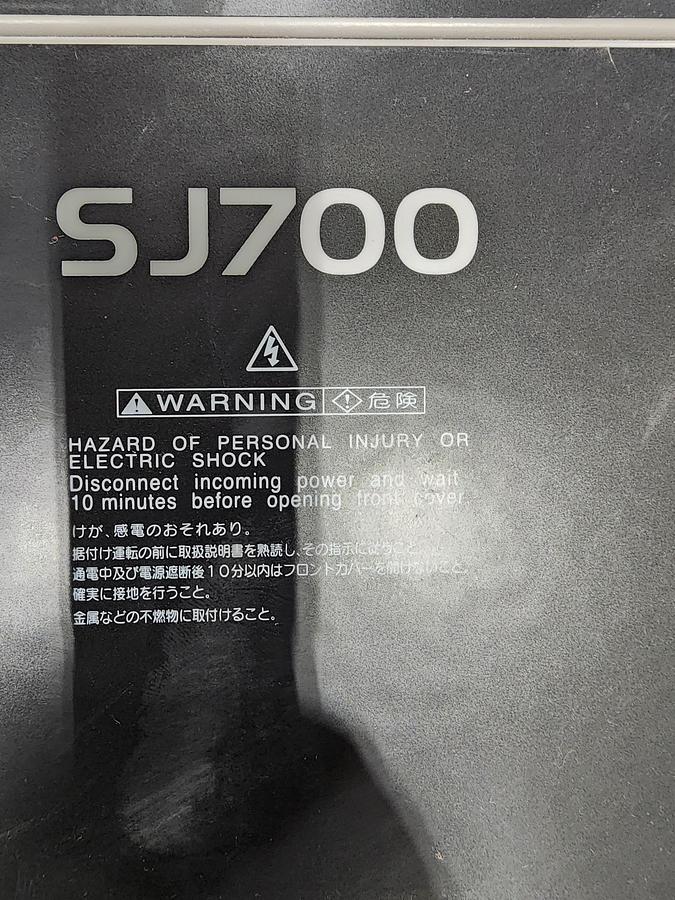 SJ700
WARNING 危険
HAZARD OF PERSONAL INJURY OR
ELECTRIC SHOCK
Disconnect incoming power and wait
10 minutes before opening front cover.
けが、感電のおそれあり。
据付け運転の前に取扱説明書を熟読し、その指示に従うこと。
通電中及び電源遮断後１０分以内はフロントカバーを開けないこと。
確実に接地を行うこと。
金属などの不燃物に取付けること。